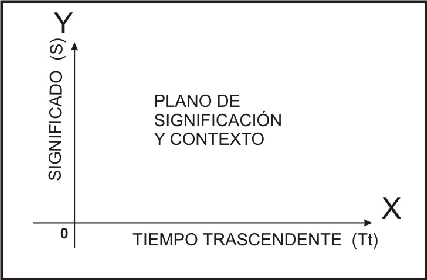 Y
SIGNIFICADO (S)
PLANO DE
SIGNIFICACIÓN
Y CONTEXTO
X
0
TIEMPO TRASCENDENTE (Tt)